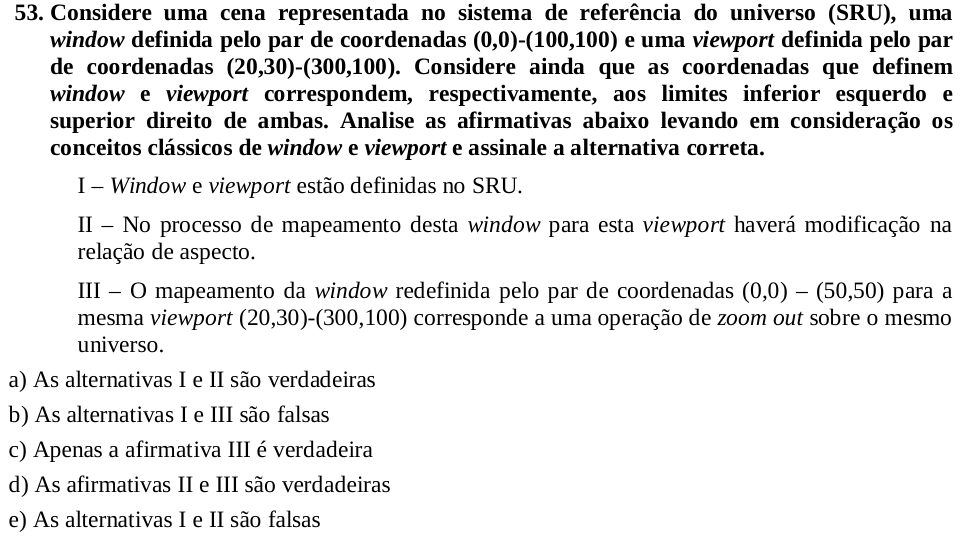 53. Considere uma cena representada no sistema de referência do universo (SRU), uma
window definida pelo par de coordenadas (0,0)-(100,100) e uma viewport definida pelo par
de coordenadas (20,30)-(300,100). Considere ainda que as coordenadas que definem
window e viewport correspondem, respectivamente, aos limites inferior esquerdo e
superior direito de ambas. Analise as afirmativas abaixo levando em consideração os
conceitos clássicos de window e viewport e assinale a alternativa correta.
I – Window e viewport estão definidas no SRU.
II – No processo de mapeamento desta window para esta viewport haverá modificação na
relação de aspecto.
III – O mapeamento da window redefinida pelo par de coordenadas (0,0) – (50,50) para a
mesma viewport (20,30)-(300,100) corresponde a uma operação de zoom out sobre o mesmo
universo.
a) As alternativas I e II são verdadeiras
b) As alternativas I e III são falsas
c) Apenas a afirmativa III é verdadeira
d) As afirmativas II e III são verdadeiras
e) As alternativas I e II são falsas